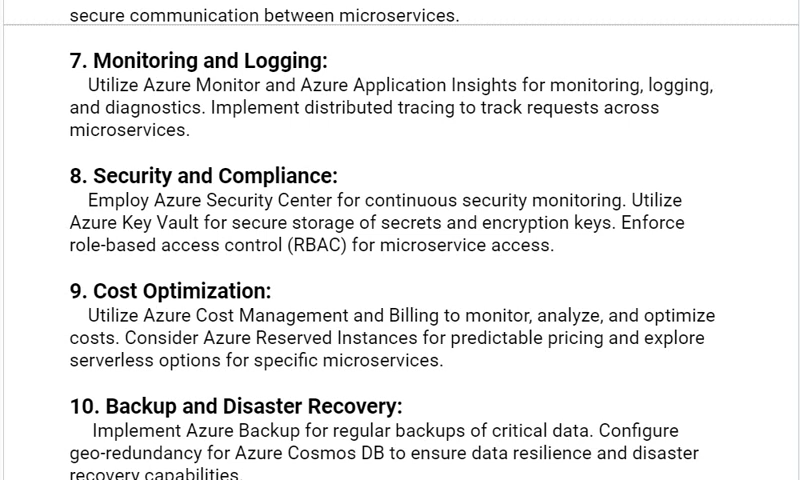 secure communication between microservices.
7. Monitoring and Logging:
Utilize Azure Monitor and Azure Application Insights for monitoring, logging,
and diagnostics. Implement distributed tracing to track requests across
microservices.
8. Security and Compliance:
Employ Azure Security Center for continuous security monitoring. Utilize
Azure Key Vault for secure storage of secrets and encryption keys. Enforce
role-based access control (RBAC) for microservice access.
9. Cost Optimization:
Utilize Azure Cost Management and Billing to monitor, analyze, and optimize
costs. Consider Azure Reserved Instances for predictable pricing and explore
serverless options for specific microservices.
10. Backup and Disaster Recovery:
Implement Azure Backup for regular backups of critical data. Configure
geo-redundancy for Azure Cosmos DB to ensure data resilience and disaster
recovery capabilities.